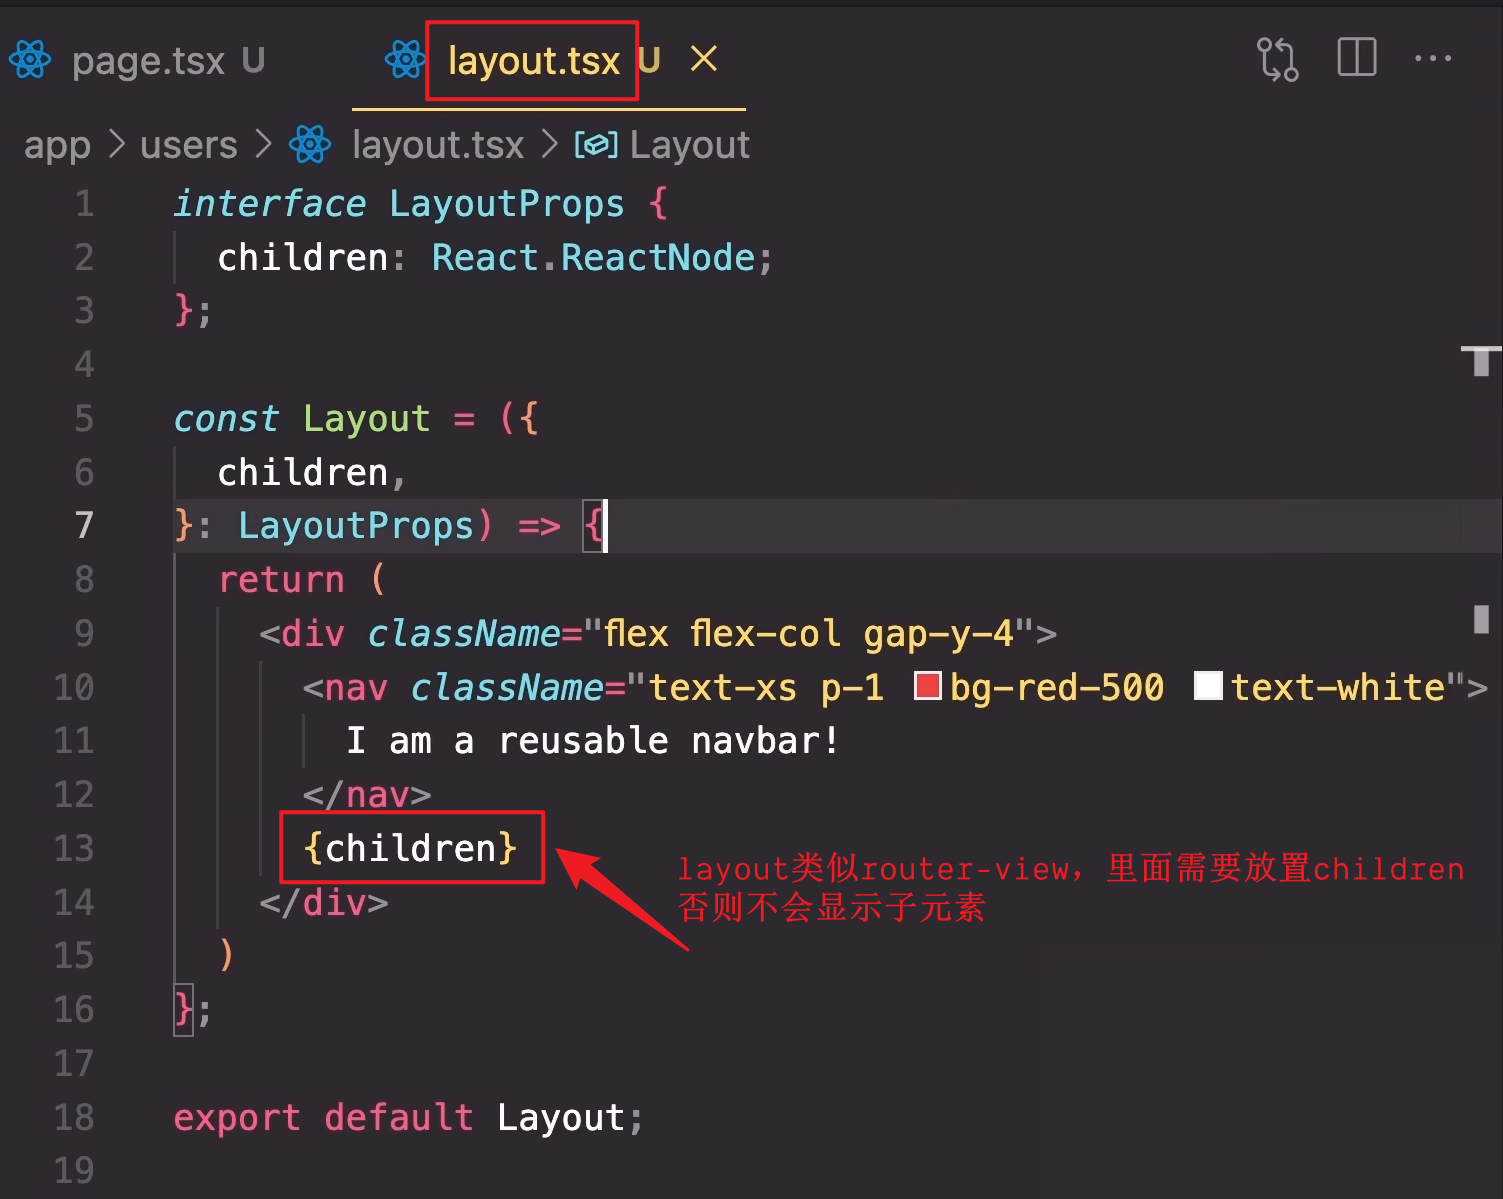 page.tsx U layout.tsx U
app > users > layout.tsx > Layout
1 interface LayoutProps {
2 children: React.ReactNode;
3 };
4
5 const Layout = ({
6 children,
7 }: LayoutProps) => {
8 return (
9 <div className="flex flex-col gap-y-4">
10 <nav className="text-xs p-1 bg-red-500 text-white">
11 I am a reusable navbar!
12 </nav>
13 {children}
layout类似router-view，里面需要放置children
否则不会显示子元素
14 </div>
15 )
16 };
17
18 export default Layout;
19